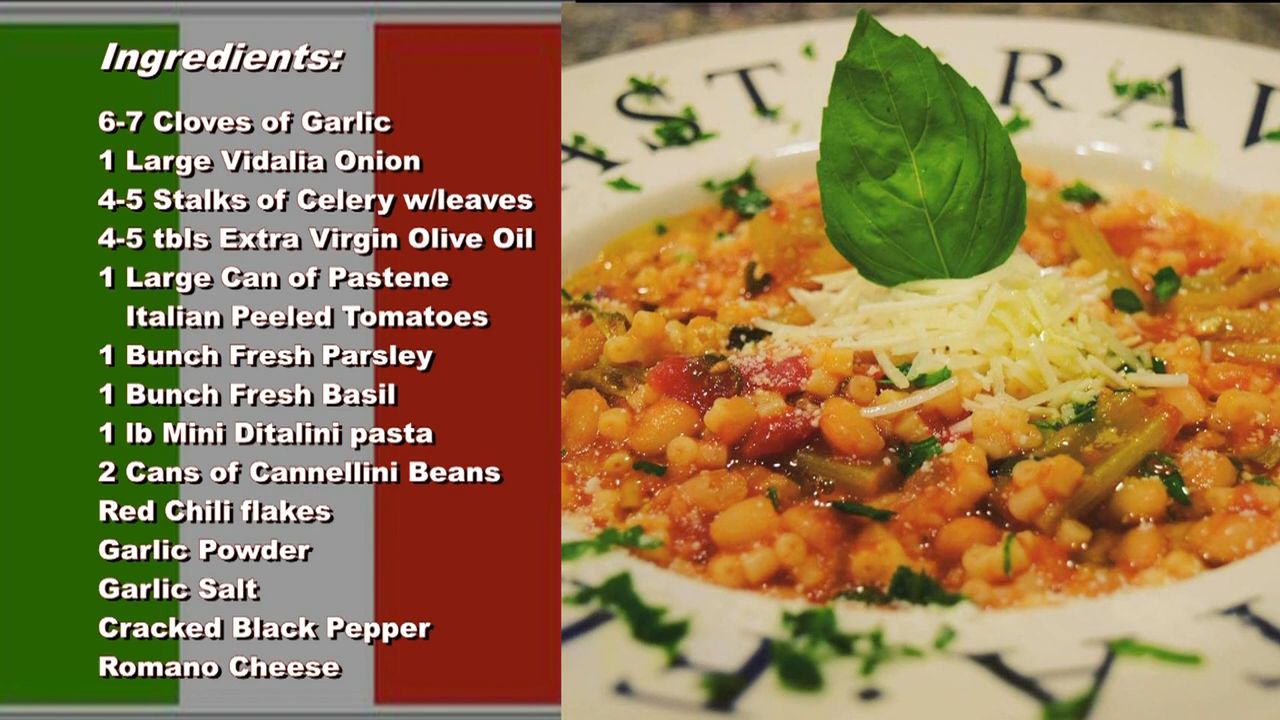 Ingredients:
6-7 Cloves of Garlic
1 Large Vidalia Onion
4-5 Stalks of Celery w/leaves
4-5 tbls Extra Virgin Olive Oil
1 Large Can of Pastene
Italian Peeled Tomatoes
1 Bunch Fresh Parsley
1 Bunch Fresh Basil
1 lb Mini Ditalini pasta
2 Cans of Cannellini Beans
Red Chili flakes
Garlic Powder
Garlic Salt
Cracked Black Pepper
Romano Cheese
AST RAV